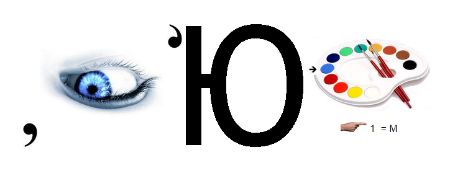 , ’ Ю
1 = М